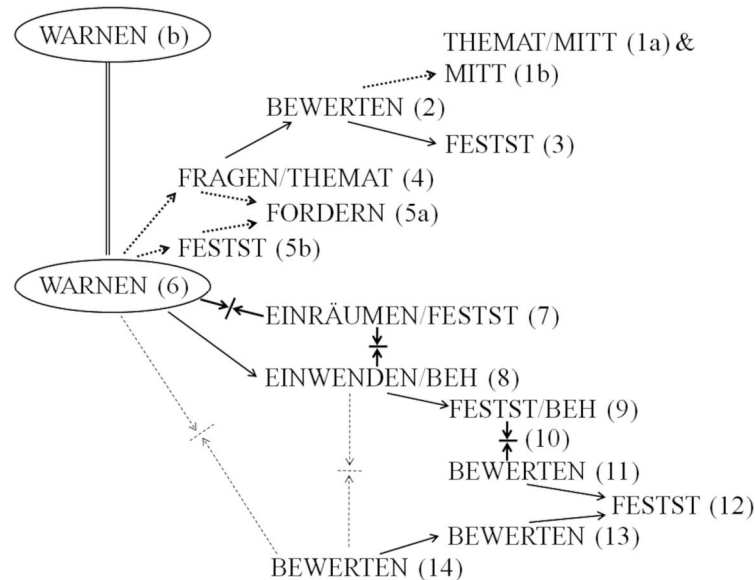 WARNEN (b)
THEMAT/MITT (1a) &
MITT (1b)
BEWERTEN (2)
FESTST (3)
FRAGEN/THEMAT (4)
FORDERN (5a)
FESTST (5b)
WARNEN (6)
EINRÄUMEN/FESTST (7)
EINWENDEN/BEH (8)
FESTST/BEH (9)
(10)
BEWERTEN (11)
FESTST (12)
BEWERTEN (13)
BEWERTEN (14)